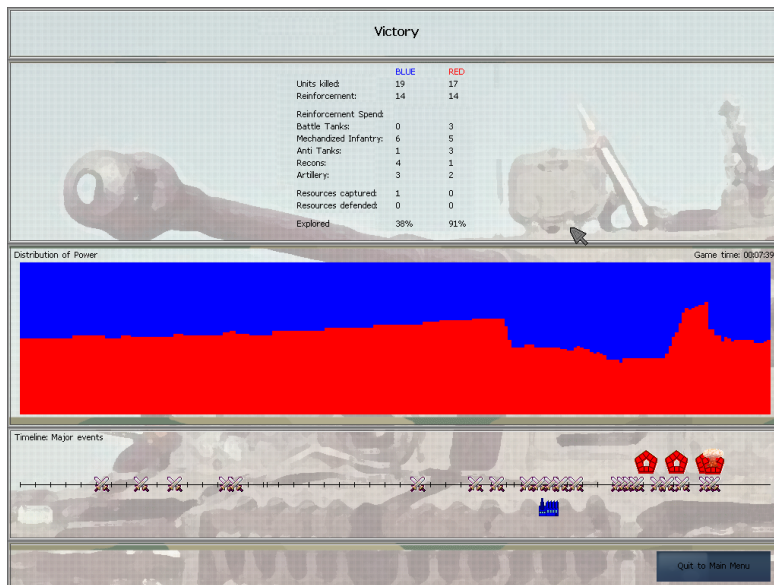 Victory
BLUE RED
Units killed: 19 17
Reinforcement: 14 14
Reinforcement Spend:
Battle Tanks: 0 3
Mechandized Infantry: 6 5
Anti Tanks: 1 3
Recons: 4 1
Artillery: 3 2
Resources captured: 1 0
Resources defended: 0 0
Explored 38% 91%
Distribution of Power Game time: 00:07:39
Timeline: Major events
Quit to Main Menu